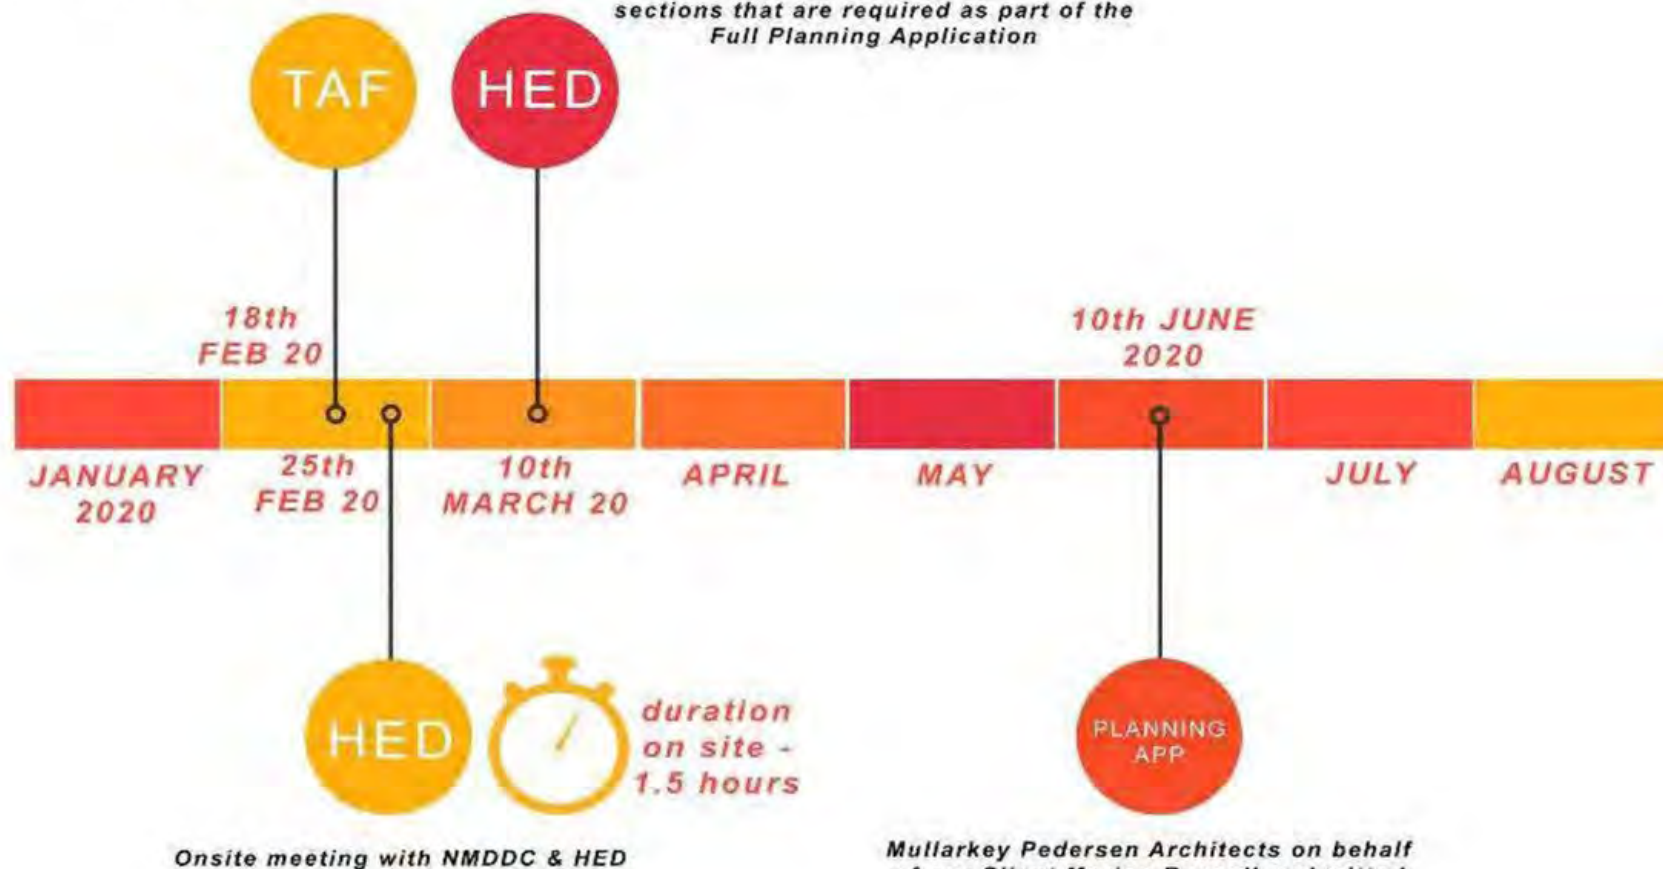 sections that are required as part of the
Full Planning Application
TAF
HED
18th
FEB 20
10th JUNE
2020
JANUARY
2020
25th
FEB 20
10th
MARCH 20
APRIL
MAY
JULY
AUGUST
HED
duration
on site -
1.5 hours
PLANNING
APP
Onsite meeting with NMDDC & HED
Mullarkey Pedersen Architects on behalf